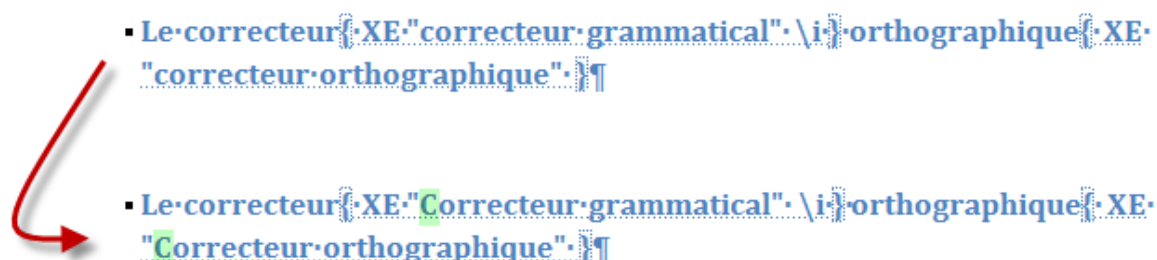 Le·correcteur{·XE·"correcteur·grammatical"·\i·}·orthographique{·XE·
"correcteur·orthographique"·}¶
Le·correcteur{·XE·"Correcteur·grammatical"·\i·}·orthographique{·XE·
"Correcteur·orthographique"·}¶